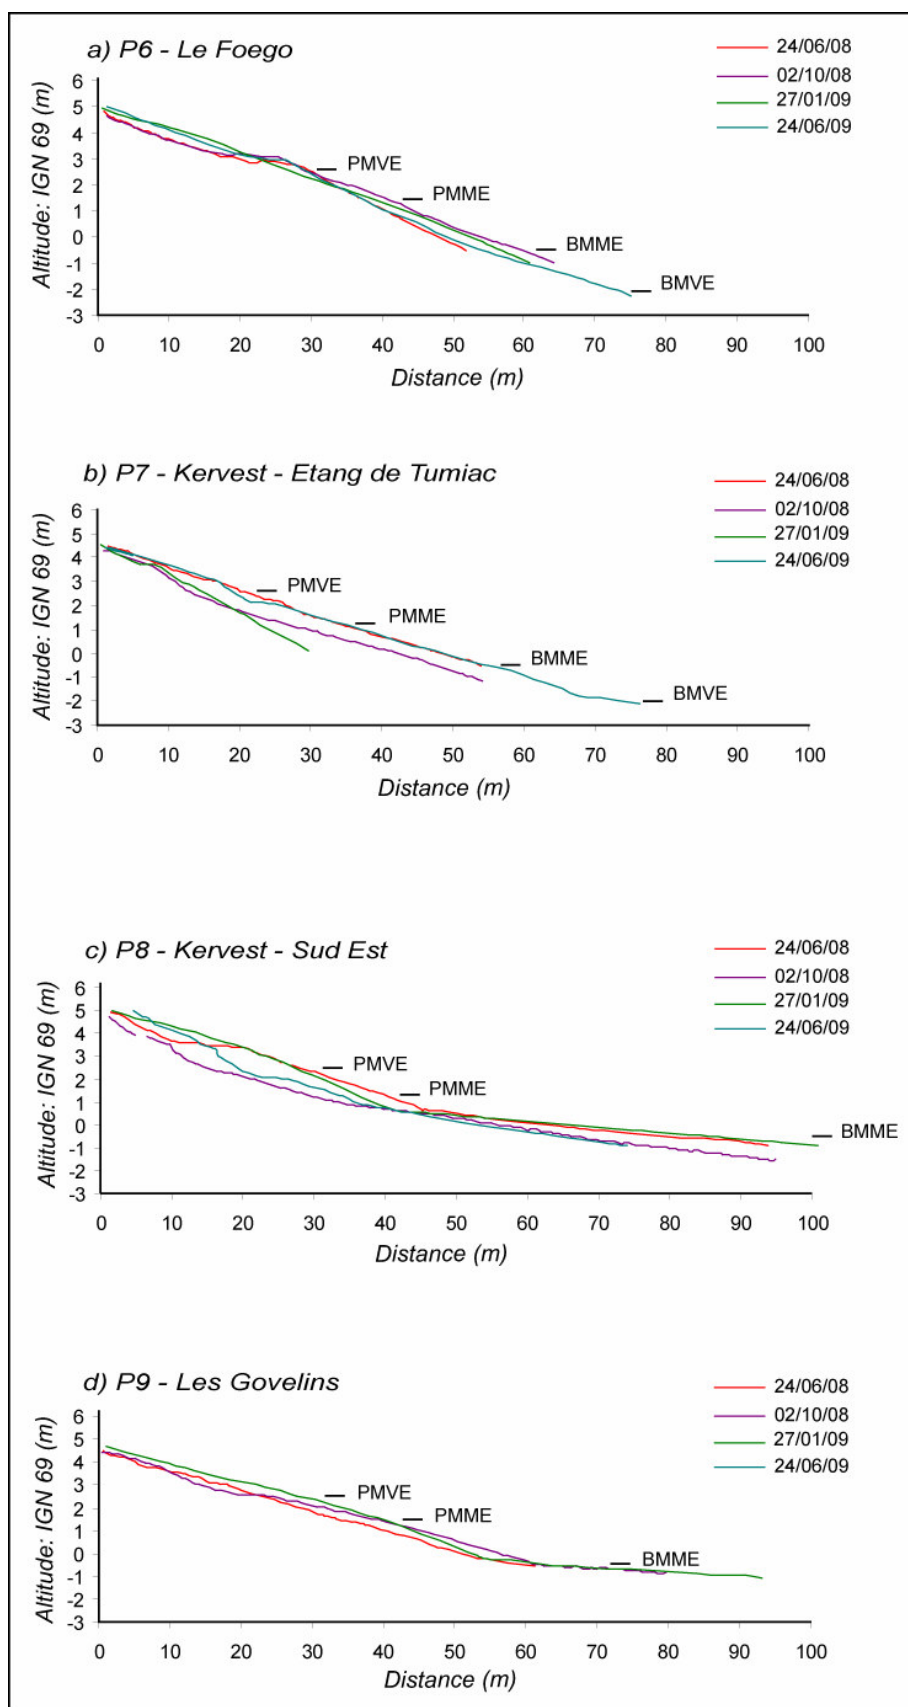 a) P6 - Le Foego
24/06/08
02/10/08
27/01/09
24/06/09
Altitude: IGN 69 (m)
6
5
4
3
2
1
0
-1
-2
-3
PMVE
PMME
BMME
BMVE
0 10 20 30 40 50 60 70 80 90 100
Distance (m)
b) P7 - Kervest - Etang de Tumiac
24/06/08
02/10/08
27/01/09
24/06/09
Altitude: IGN 69 (m)
6
5
4
3
2
1
0
-1
-2
-3
PMVE
PMME
BMME
BMVE
0 10 20 30 40 50 60 70 80 90 100
Distance (m)
c) P8 - Kervest - Sud Est
24/06/08
02/10/08
27/01/09
24/06/09
Altitude: IGN 69 (m)
6
5
4
3
2
1
0
-1
-2
-3
PMVE
PMME
BMME
0 10 20 30 40 50 60 70 80 90 100
Distance (m)
d) P9 - Les Govelins
24/06/08
02/10/08
27/01/09
24/06/09
Altitude: IGN 69 (m)
6
5
4
3
2
1
0
-1
-2
-3
PMVE
PMME
BMME
0 10 20 30 40 50 60 70 80 90 100
Distance (m)